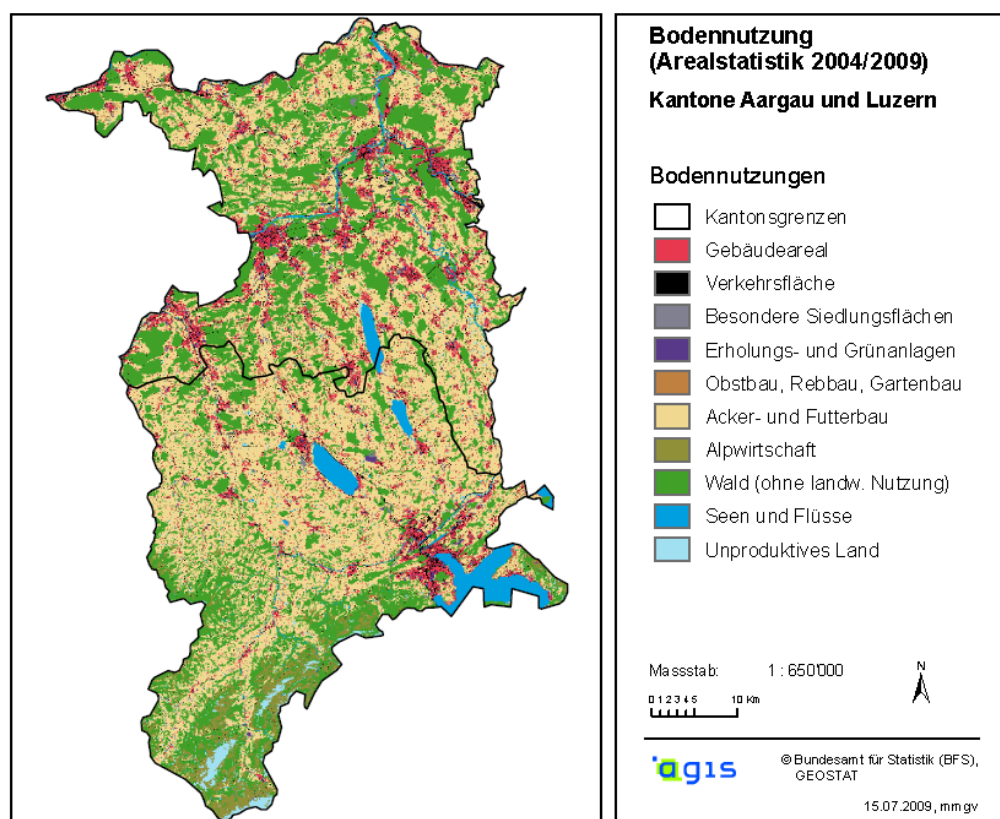 Bodennutzung
(Arealstatistik 2004/2009)
Kantone Aargau und Luzern
Bodennutzungen
Kantonsgrenzen
Gebäudeareal
Verkehrsfläche
Besondere Siedlungsflächen
Erholungs- und Grünanlagen
Obstbau, Rebbau, Gartenbau
Acker- und Futterbau
Alpwirtschaft
Wald (ohne landw. Nutzung)
Seen und Flüsse
Unproduktives Land
Massstab: 1 : 650'000
N
0 1 2 3 4 5 10 Km
agis
© Bundesamt für Statistik (BFS),
GEOSTAT
15.07.2009, mm gv